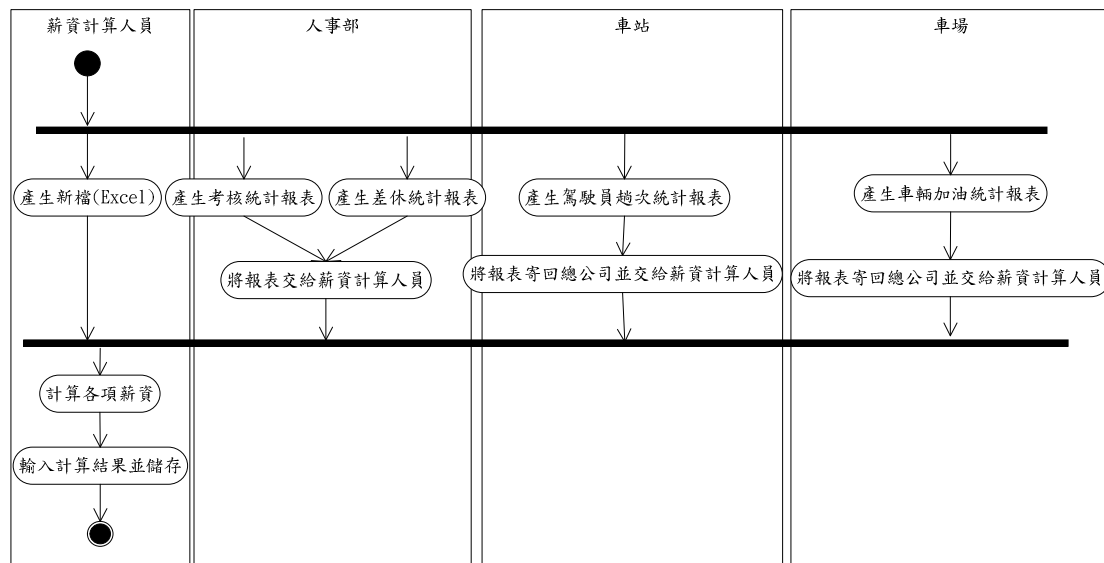 薪資計算人員
人事部
車站
車場
產生新檔(Excel)
產生考核統計報表
產生差休統計報表
產生駕駛員趟次統計報表
產生車輛加油統計報表
將報表交給薪資計算人員
將報表寄回總公司並交給薪資計算人員
將報表寄回總公司並交給薪資計算人員
計算各項薪資
輸入計算結果並儲存